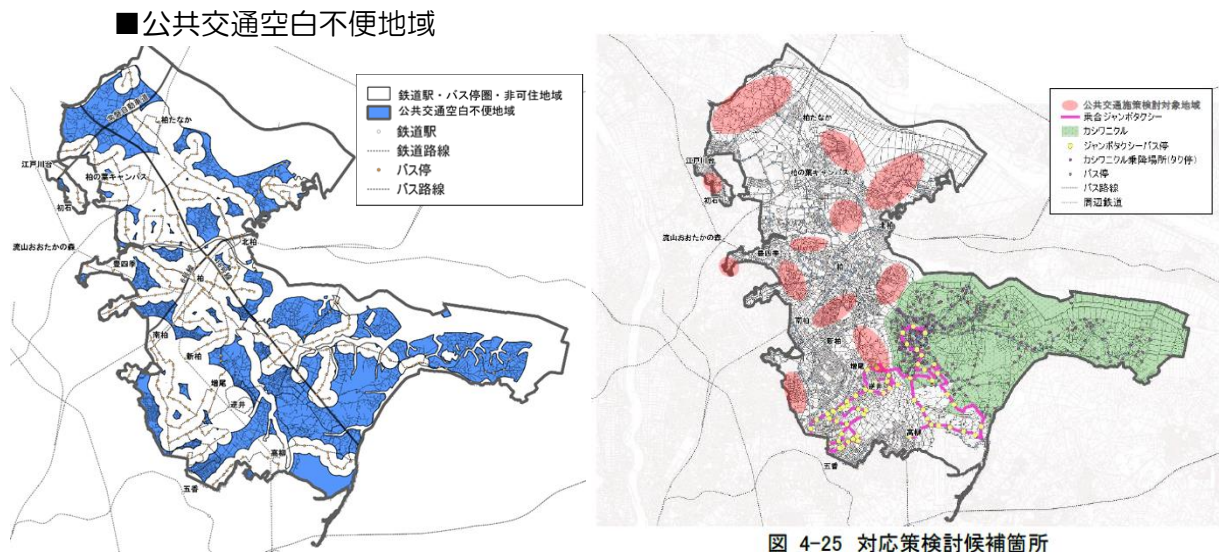 ■公共交通空白不便地域
鉄道駅・バス停圏・非可住地域
公共交通空白不便地域
鉄道駅
鉄道路線
バス停
バス路線
常磐自動車道
柏たなか
江戸川台
柏の葉キャンパス
初石
流山おおたかの森
北柏
豊四季
柏
南柏
新柏
増尾
逆井
高柳
五香
公共交通施策検討対象地域
乗合ジャンボタクシー
カシワニクル
ジャンボタクシーバス停
カシワニクル乗降場所(タク停)
バス停
バス路線
周辺鉄道
柏たなか
江戸川台
柏の葉キャンパス
初石
流山おおたかの森
北柏
豊四季
柏
南柏
新柏
増尾
逆井
高柳
五香
図 4-25 対応策検討候補箇所